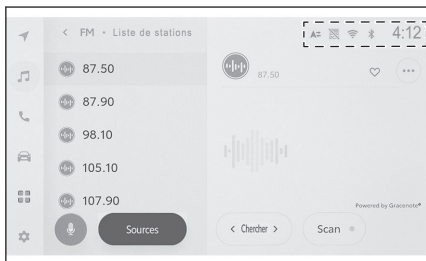 < FM • Liste de stations
A 4:12
87.50
87.90
98.10
105.10
107.90
Sources
87.50
Powered by Gracenote®
< Chercher >
Scan